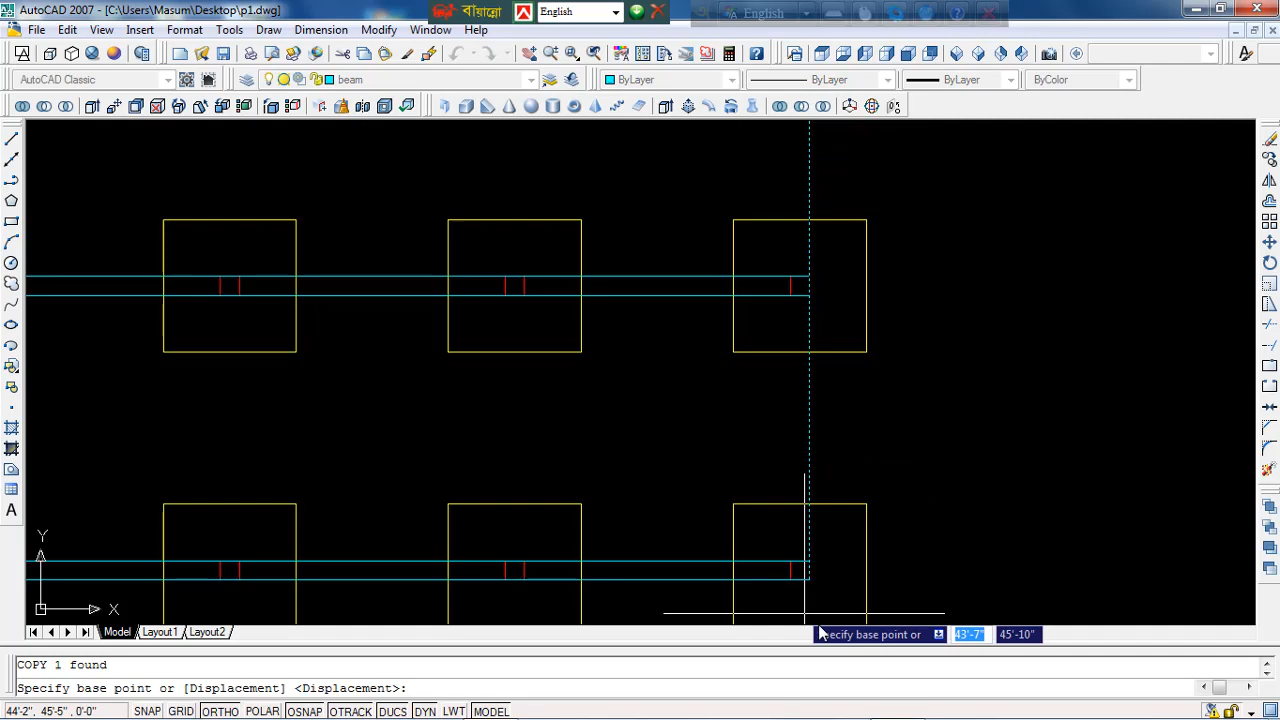 AutoCAD 2007 - [C:\Users\Masum\Desktop\p1.dwg]
বায়ান্নো
English
English
File Edit View Insert Format Tools Draw Dimension Modify Window Help
AutoCAD Classic
beam
ByLayer
ByLayer
ByLayer
ByColor
Y
X
Model Layout1 Layout2
ecify base point or 43'-7" 45'-10"
COPY 1 found
Specify base point or [Displacement] <Displacement>:
44'-2", 45'-5" , 0'-0" SNAP GRID ORTHO POLAR OSNAP OTRACK DUCS DYN LWT MODEL